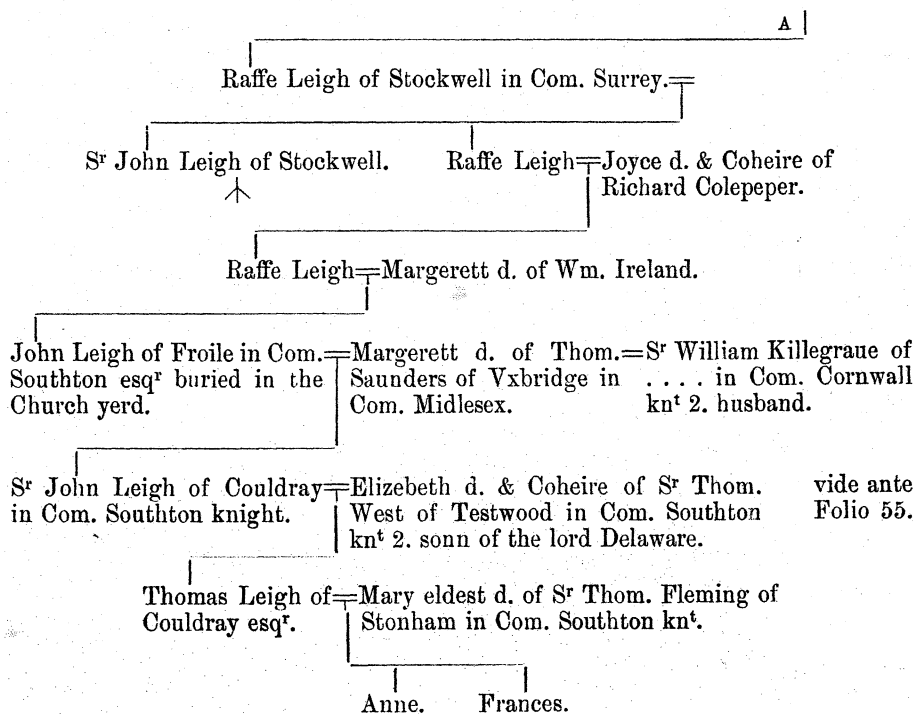 A
Raffe Leigh of Stockwell in Com. Surrey.
Sʳ John Leigh of Stockwell.
Raffe Leigh
Joyce d. & Coheire of
Richard Colepeper.
Raffe Leigh
Margerett d. of Wm. Ireland.
John Leigh of Froile in Com.
Southton esqʳ buried in the
Church yerd.
Margerett d. of Thom.
Saunders of Vxbridge in
Com. Midlesex.
Sʳ William Killegraue of
. . . . in Com. Cornwall
knᵗ 2. husband.
Sʳ John Leigh of Couldray
in Com. Southton knight.
Elizebeth d. & Coheire of Sʳ Thom.
West of Testwood in Com. Southton
knᵗ 2. sonn of the lord Delaware.
vide ante
Folio 55.
Thomas Leigh of
Couldray esqʳ.
Mary eldest d. of Sʳ Thom. Fleming of
Stonham in Com. Southton knᵗ.
Anne.
Frances.